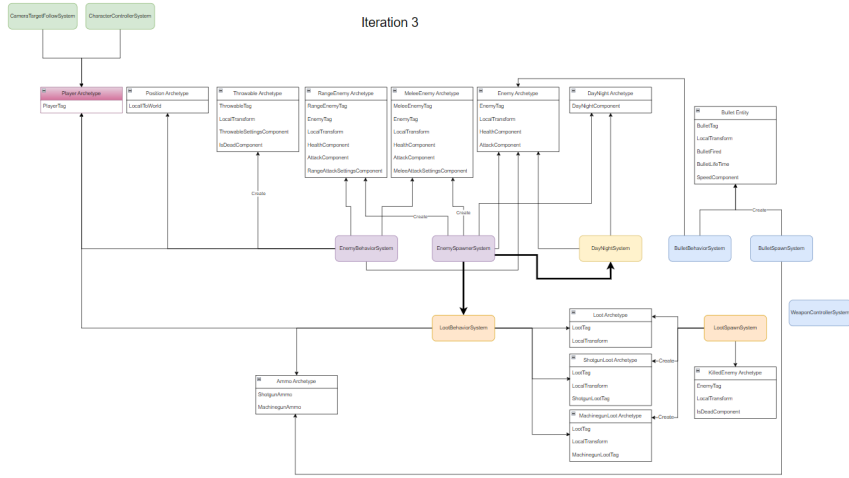 Iteration 3
CameraTargetFollowSystem
CharacterControllerSystem
Player Archetype
PlayerTag
Position Archetype
LocalToWorld
Throwable Archetype
ThrowableTag
LocalTransform
ThrowableSettingsComponent
IsDeadComponent
RangeEnemy Archetype
RangeEnemyTag
EnemyTag
LocalTransform
HealthComponent
AttackComponent
RangeAttackSettingsComponent
MeleeEnemy Archetype
MeleeEnemyTag
EnemyTag
LocalTransform
HealthComponent
AttackComponent
MeleeAttackSettingsComponent
Enemy Archetype
EnemyTag
LocalTransform
HealthComponent
AttackComponent
DayNight Archetype
DayNightComponent
Bullet Entity
BulletTag
LocalTransform
BulletFired
BulletLifeTime
SpeedComponent
Create
Create
Create
Create
EnemyBehaviorSystem
EnemySpawnerSystem
DayNightSystem
BulletBehaviorSystem
BulletSpawnSystem
WeaponControllerSystem
LootBehaviorSystem
Loot Archetype
LootTag
LocalTransform
LootSpawnSystem
ShotgunLoot Archetype
LootTag
LocalTransform
ShotgunLootTag
Create
MachinegunLoot Archetype
LootTag
LocalTransform
MachinegunLootTag
Create
KilledEnemy Archetype
EnemyTag
LocalTransform
IsDeadComponent
Ammo Archetype
ShotgunAmmo
MachinegunAmmo